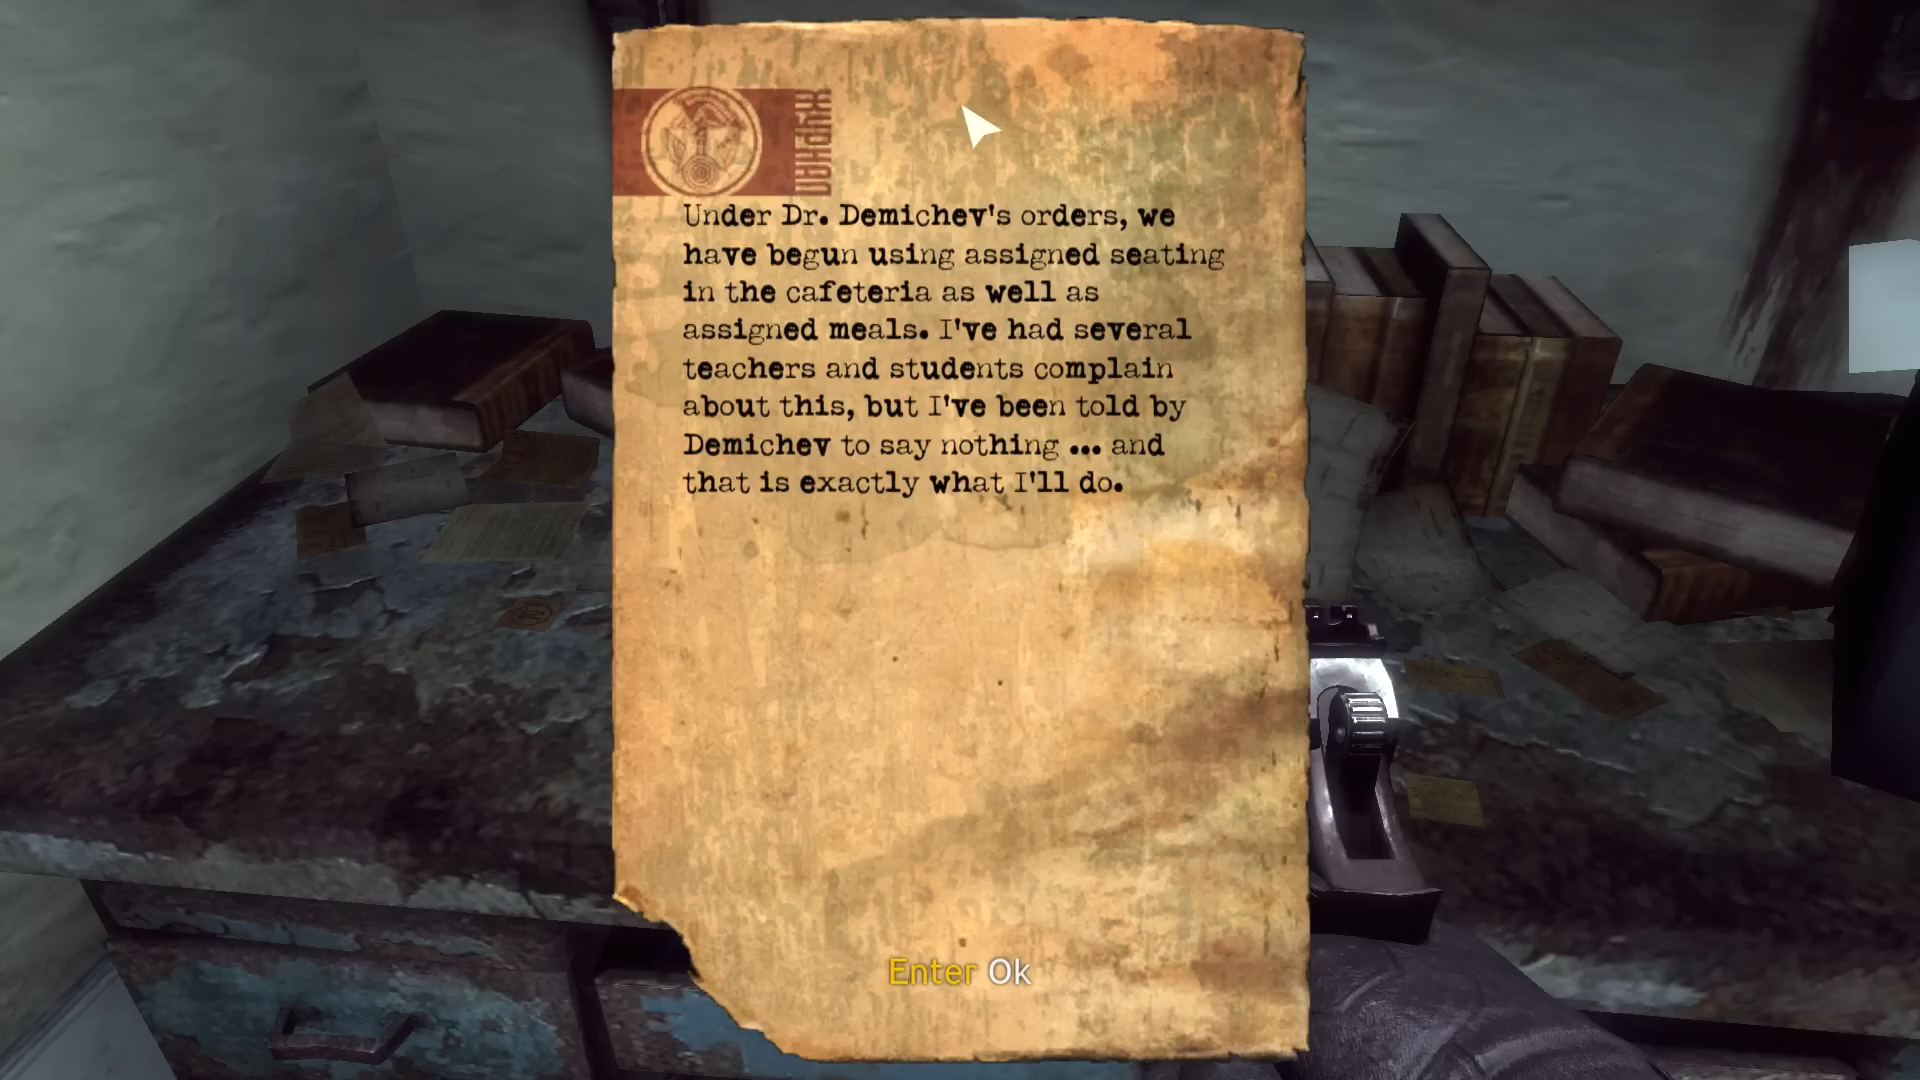 Under Dr. Demichev's orders, we
have begun using assigned seating
in the cafeteria as well as
assigned meals. I've had several
teachers and students complain
about this, but I've been told by
Demichev to say nothing ... and
that is exactly what I'll do.
Enter Ok